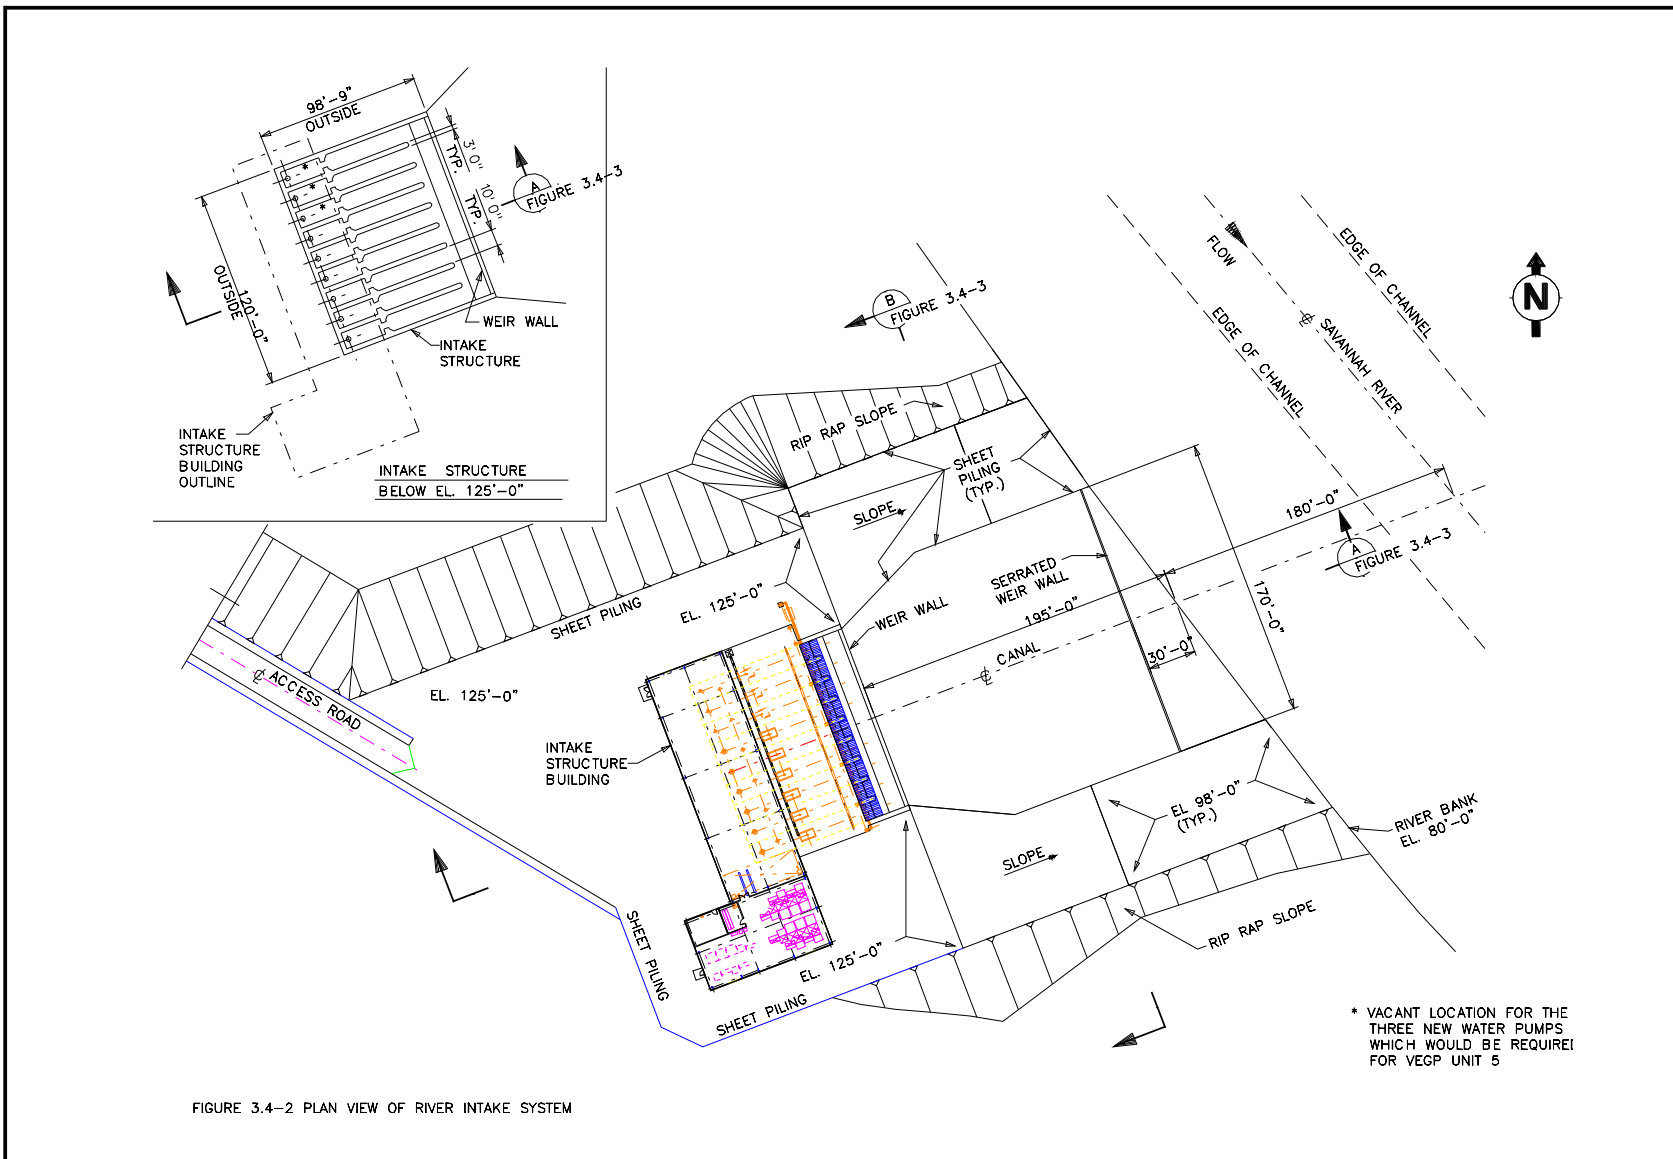 98'-9"
OUTSIDE
3'0"
TYP.
10'0"
TYP.
A
FIGURE 3.4-3
*
*
*
120'-0"
OUTSIDE
WEIR WALL
INTAKE
STRUCTURE
INTAKE
STRUCTURE
BUILDING
OUTLINE
INTAKE STRUCTURE
BELOW EL. 125'-0"
B
FIGURE 3.4-3
FLOW
EDGE OF CHANNEL
EDGE OF CHANNEL
SAVANNAH RIVER
N
RIP RAP SLOPE
SHEET
PILING
(TYP.)
SLOPE
180'-0"
A
FIGURE 3.4-3
170'-0"
SERRATED
WEIR WALL
WEIR WALL
195'-0"
30'-0"
CANAL
SHEET PILING
EL. 125'-0"
ACCESS ROAD
EL. 125'-0"
INTAKE
STRUCTURE
BUILDING
EL 98'-0"
(TYP.)
RIVER BANK
EL. 80'-0"
SLOPE
RIP RAP SLOPE
SHEET PILING
EL. 125'-0"
SHEET PILING
* VACANT LOCATION FOR THE
THREE NEW WATER PUMPS
WHICH WOULD BE REQUIREI
FOR VEGP UNIT 5
FIGURE 3.4-2 PLAN VIEW OF RIVER INTAKE SYSTEM